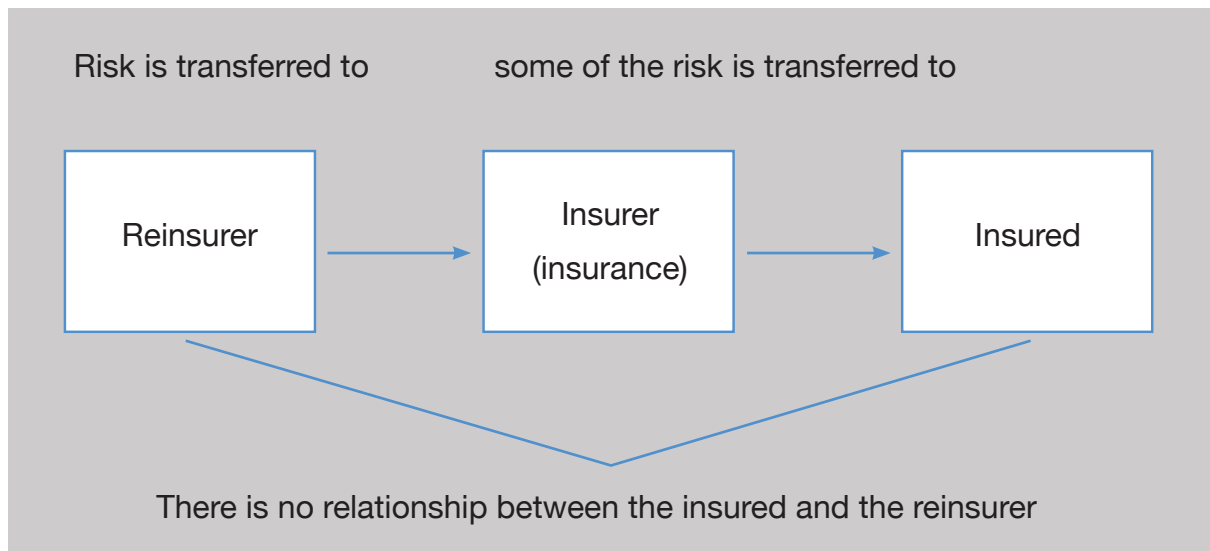 Risk is transferred to
some of the risk is transferred to
Reinsurer
Insurer
(insurance)
Insured
There is no relationship between the insured and the reinsurer